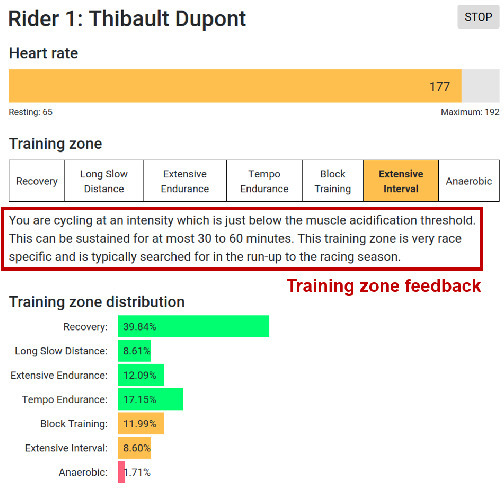 Rider 1: Thibault Dupont
STOP
Heart rate
177
Resting: 65
Maximum: 192
Training zone
Recovery
Long Slow
Distance
Extensive
Endurance
Tempo
Endurance
Block
Training
Extensive
Interval
Anaerobic
You are cycling at an intensity which is just below the muscle acidification threshold.
This can be sustained for at most 30 to 60 minutes. This training zone is very race
specific and is typically searched for in the run-up to the racing season.
Training zone feedback
Training zone distribution
Recovery: 39.84%
Long Slow Distance: 8.61%
Extensive Endurance: 12.09%
Tempo Endurance: 17.15%
Block Training: 11.99%
Extensive Interval: 8.60%
Anaerobic: 1.71%